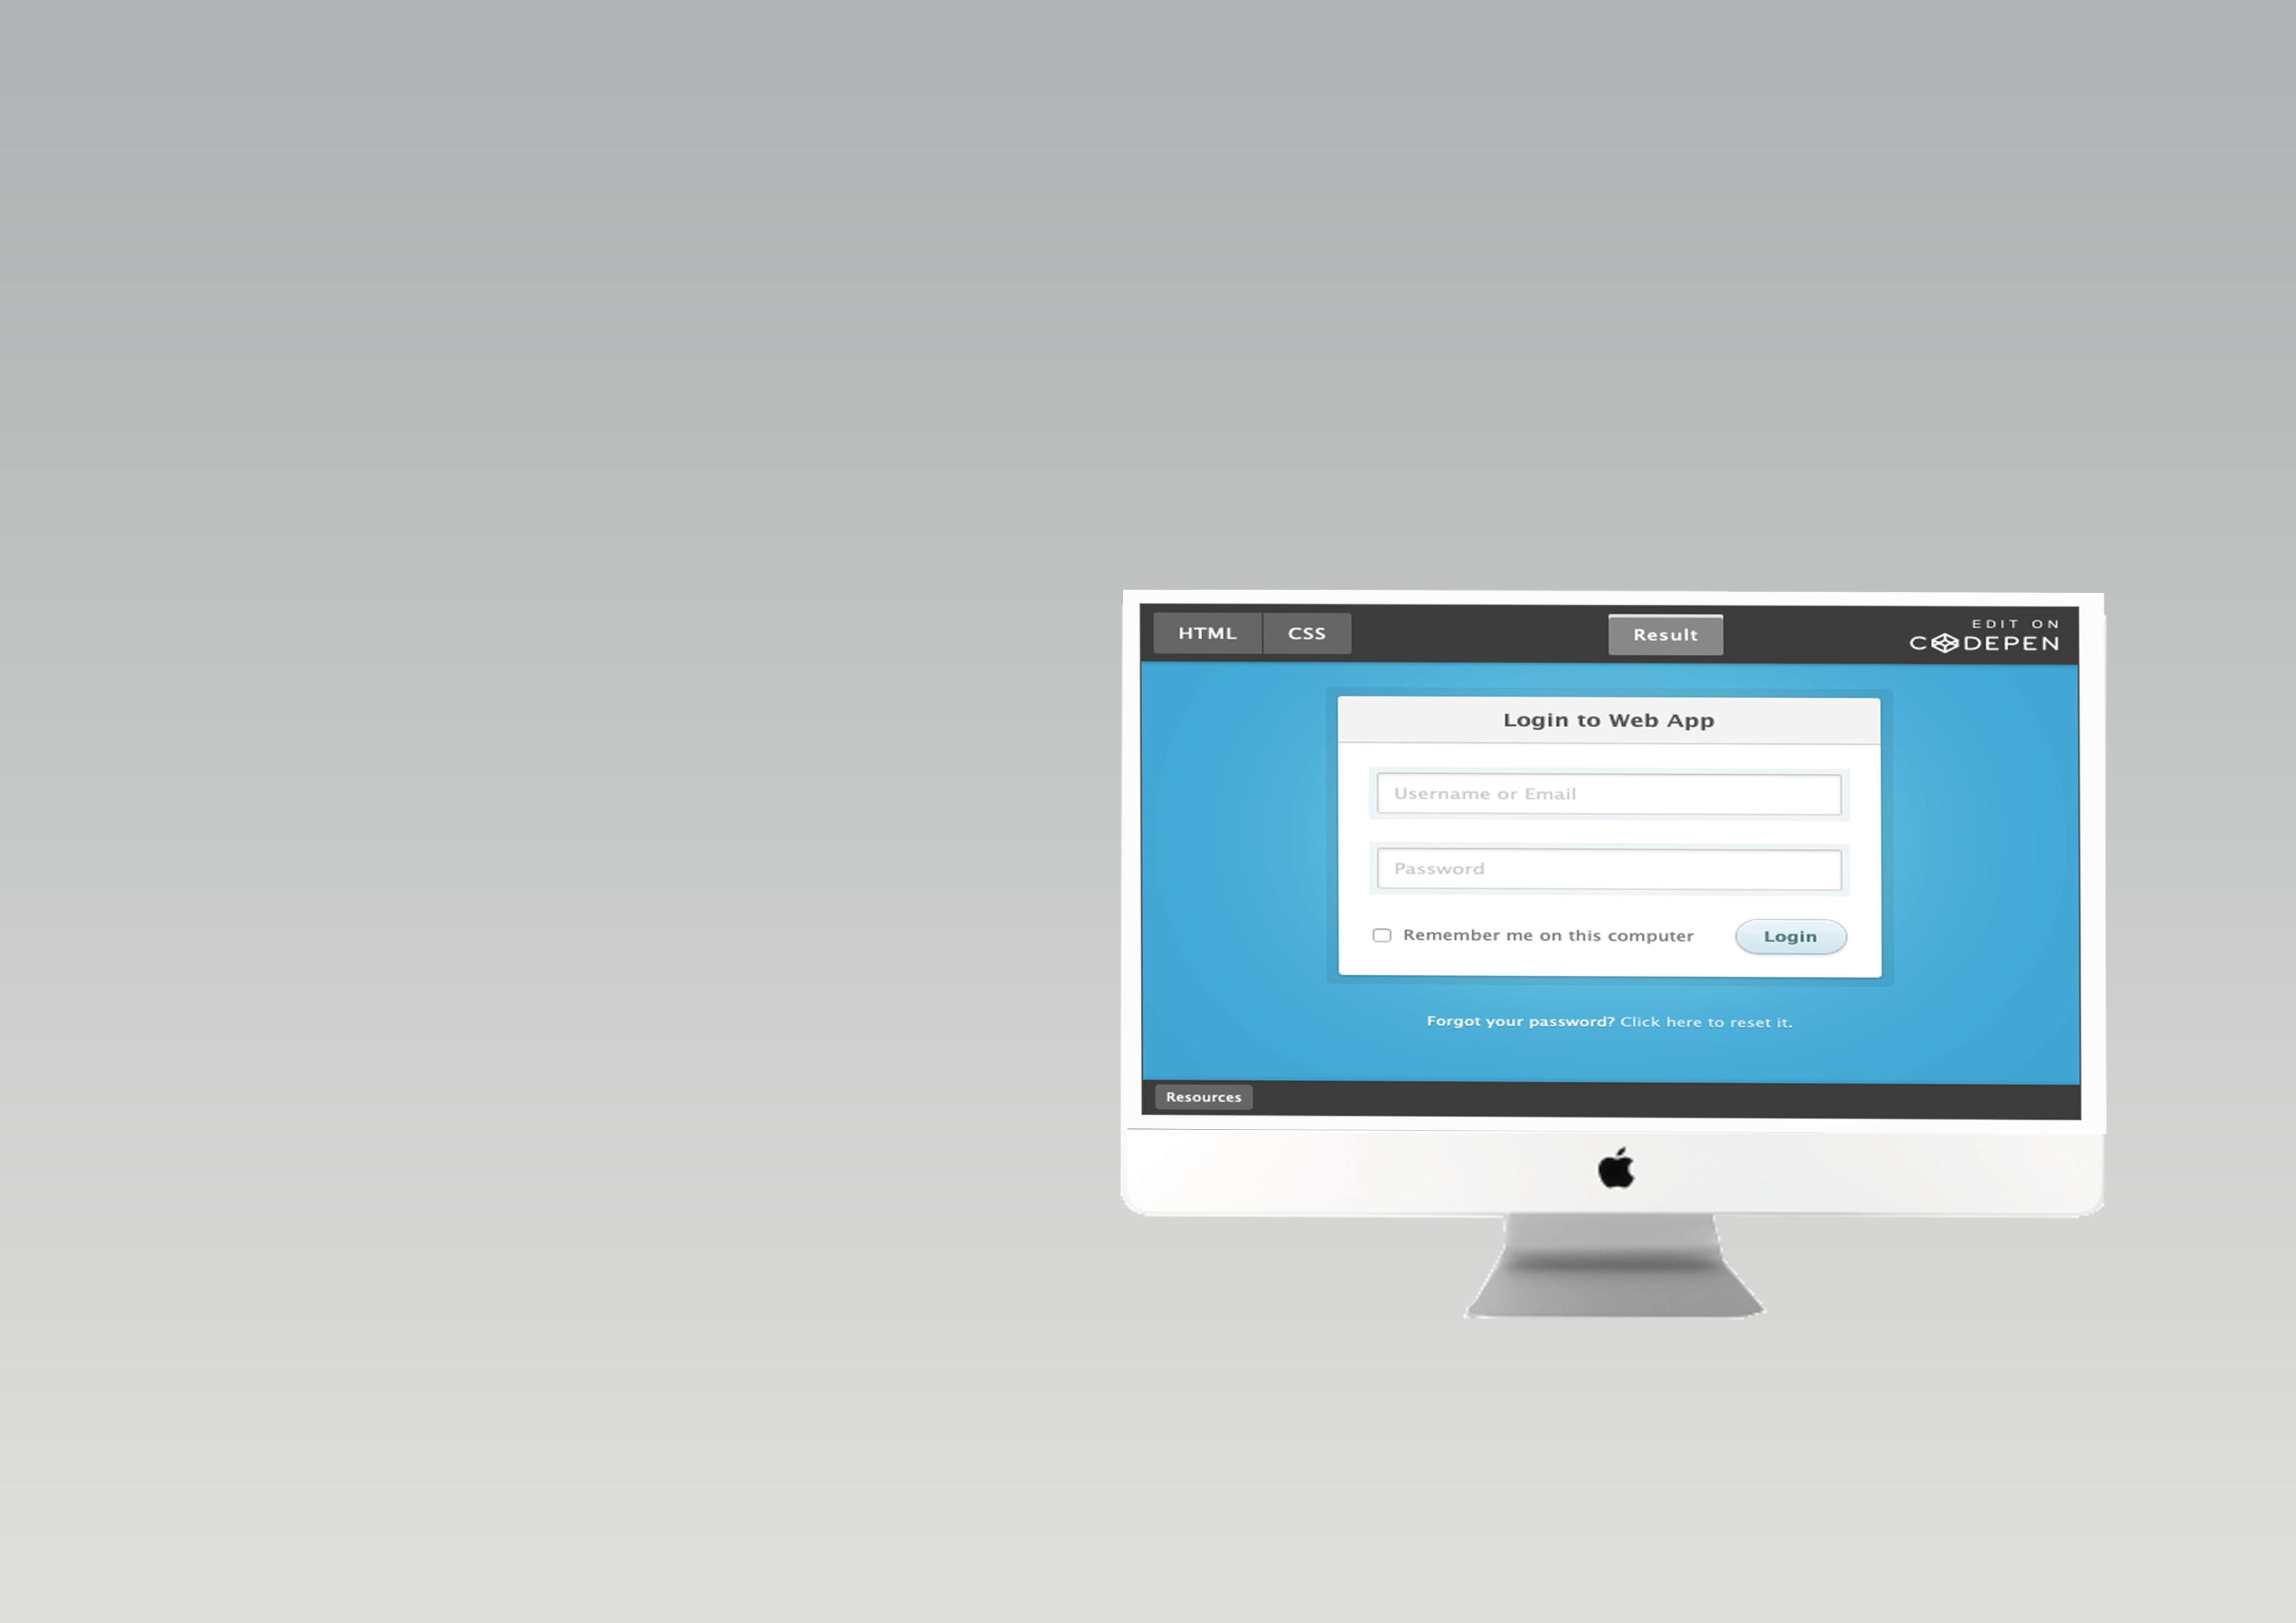 HTML CSS Result EDIT ON
CODEPEN
Login to Web App
Username or Email
Password
Remember me on this computer Login
Forgot your password? Click here to reset it.
Resources